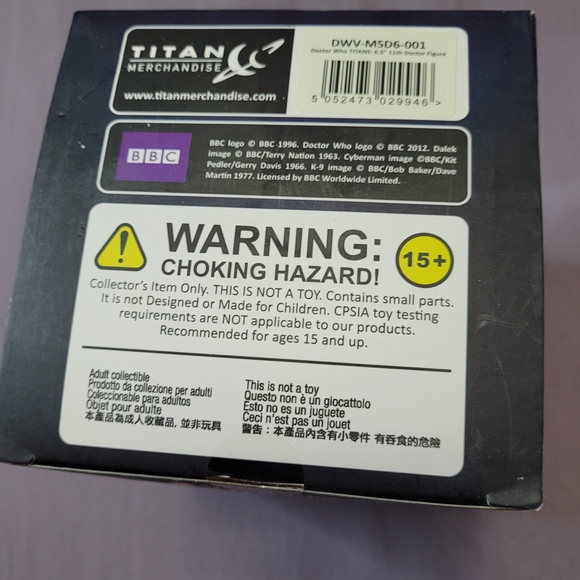 TITAN
MERCHANDISE
www.titanmerchandise.com
DWV-MSD6-001
Doctor Who TITANS: 6.5" 11th Doctor Figure
5 052473 029946 >
BBC
BBC logo © BBC 1996. Doctor Who logo © BBC 2012. Dalek
image © BBC/Terry Nation 1963. Cyberman image ©BBC/Kit
Pedler/Gerry Davis 1966. K-9 image © BBC/Bob Baker/Dave
Martin 1977. Licensed by BBC Worldwide Limited.
WARNING:
CHOKING HAZARD!
15+
Collector's Item Only. THIS IS NOT A TOY. Contains small parts.
It is not Designed or Made for Children. CPSIA toy testing
requirements are NOT applicable to our products.
Recommended for ages 15 and up.
Adult collectible
Prodotto da collezione per adulti
Coleccionable para adultos
Objet pour adulte
本產品為成人收藏品, 並非玩具
This is not a toy
Questo non è un giocattolo
Esto no es un juguete
Ceci n'est pas un jouet
警告：本產品內含有小零件 有吞食的危險